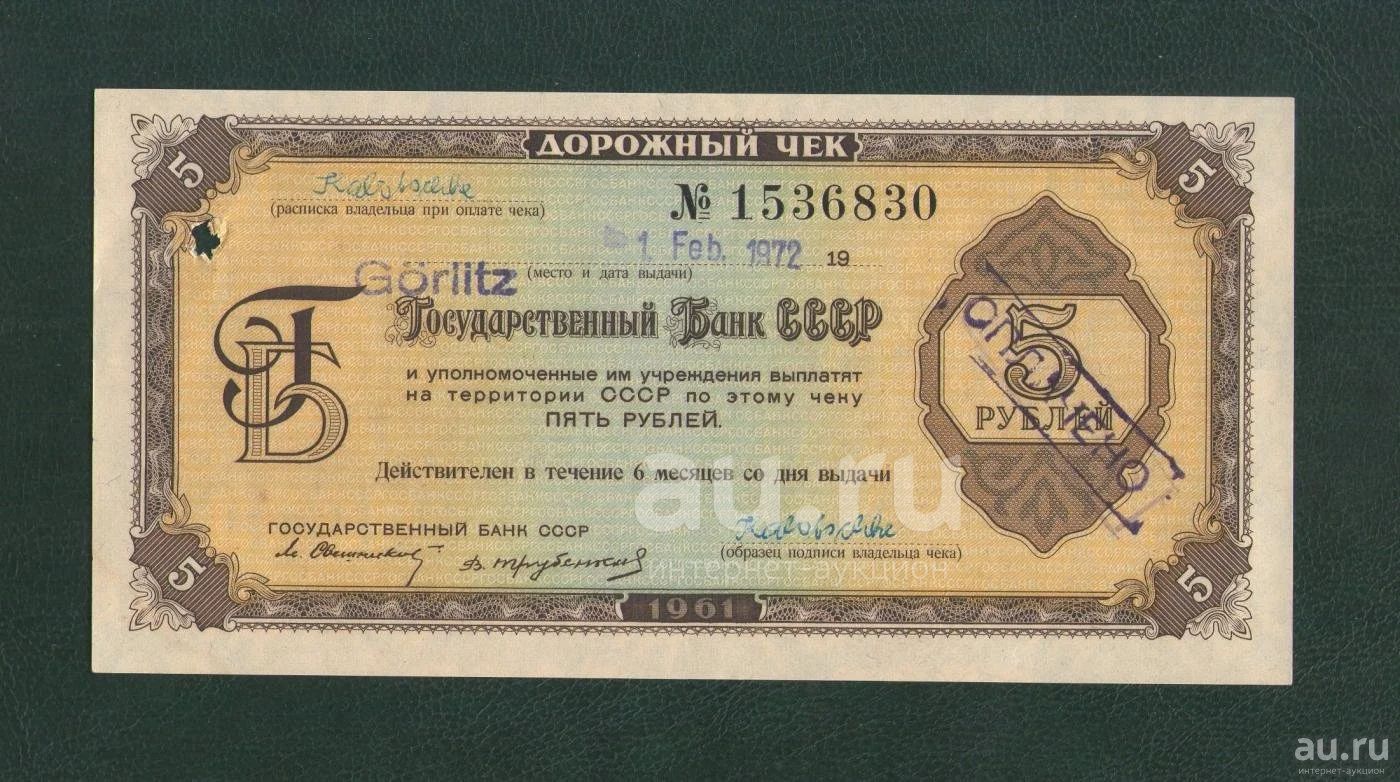 ДОРОЖНЫЙ ЧЕК
5
5
(расписка владельца при оплате чека)
№ 1536830
1. Feb. 1972 19
Görlitz (место и дата выдачи)
ГБ
Государственный Банк СССР
и уполномоченные им учреждения выплатят
на территории СССР по этому чеку
ПЯТЬ РУБЛЕЙ.
Действителен в течение 6 месяцев со дня выдачи
5
РУБЛЕЙ
ОПЛАЧЕНО
ГОСУДАРСТВЕННЫЙ БАНК СССР
(образец подписи владельца чека)
5
5
1961
au.ru
интернет-аукцион
au.ru
интернет-аукцион